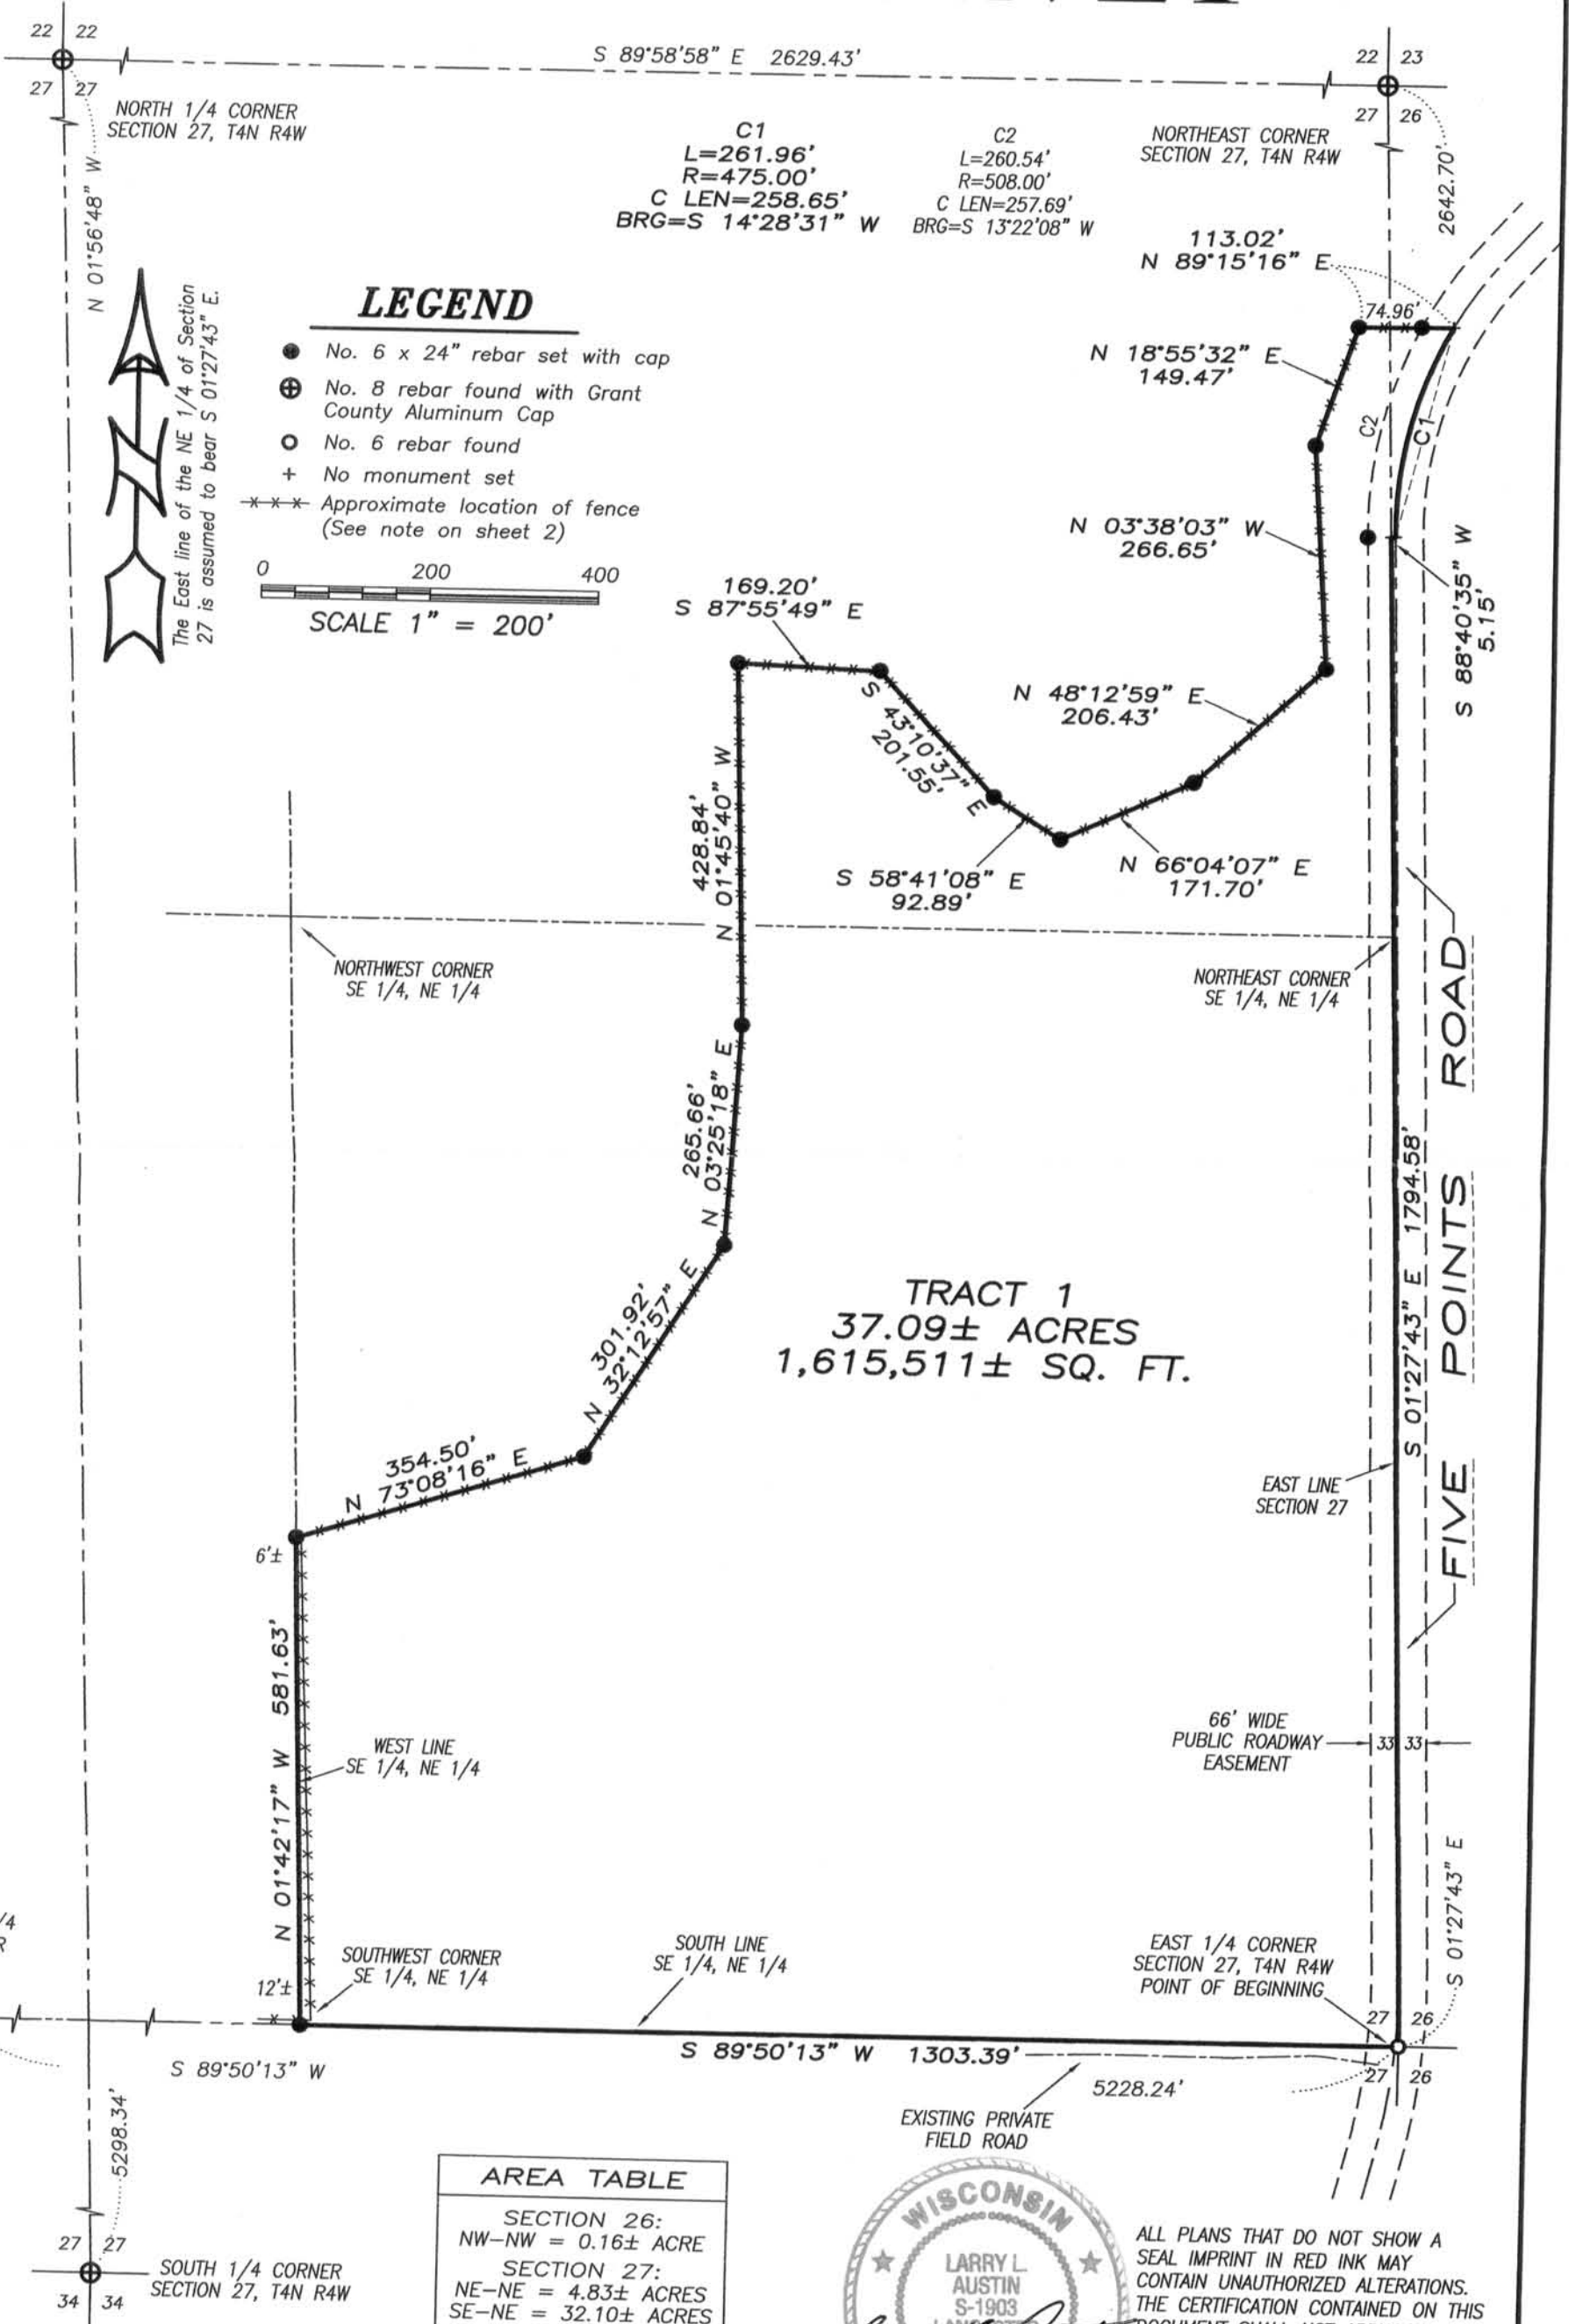 22 22
27 27
S 89°58'58" E 2629.43'
22 23
27 26
NORTH 1/4 CORNER
SECTION 27, T4N R4W
N 01°56'48" W
C1
L=261.96'
R=475.00'
C LEN=258.65'
BRG=S 14°28'31" W
C2
L=260.54'
R=508.00'
C LEN=257.69'
BRG=S 13°22'08" W
NORTHEAST CORNER
SECTION 27, T4N R4W
2642.70'
113.02'
N 89°15'16" E
74.96'
The East line of the NE 1/4 of Section
27 is assumed to bear S 01°27'43" E.
LEGEND
No. 6 x 24" rebar set with cap
No. 8 rebar found with Grant
County Aluminum Cap
No. 6 rebar found
+ No monument set
x x x Approximate location of fence
(See note on sheet 2)
0 200 400
SCALE 1" = 200'
N 18°55'32" E
149.47'
C2
C1
N 03°38'03" W
266.65'
S 88°40'35" W
5.15'
169.20'
S 87°55'49" E
S 43°10'37" E
201.55'
N 48°12'59" E
206.43'
S 58°41'08" E
92.89'
N 66°04'07" E
171.70'
428.84'
N 01°45'40" W
NORTHWEST CORNER
SE 1/4, NE 1/4
NORTHEAST CORNER
SE 1/4, NE 1/4
265.66'
N 03°25'18" E
301.92'
N 32°12'57" E
354.50'
N 73°08'16" E
TRACT 1
37.09± ACRES
1,615,511± SQ. FT.
S 01°27'43" E 1794.58'
FIVE POINTS ROAD
EAST LINE
SECTION 27
6'±
N 01°42'17" W 581.63'
WEST LINE
SE 1/4, NE 1/4
66' WIDE
PUBLIC ROADWAY
EASEMENT
33 33
12'±
SOUTHWEST CORNER
SE 1/4, NE 1/4
SOUTH LINE
SE 1/4, NE 1/4
EAST 1/4 CORNER
SECTION 27, T4N R4W
POINT OF BEGINNING
S 01°27'43" E
27 26
27 26
S 89°50'13" W
S 89°50'13" W 1303.39'
5228.24'
EXISTING PRIVATE
FIELD ROAD
5298.34'
27 27
34 34
SOUTH 1/4 CORNER
SECTION 27, T4N R4W
AREA TABLE
SECTION 26:
NW-NW = 0.16± ACRE
SECTION 27:
NE-NE = 4.83± ACRES
SE-NE = 32.10± ACRES
WISCONSIN
LARRY L.
AUSTIN
S-1903
ALL PLANS THAT DO NOT SHOW A
SEAL IMPRINT IN RED INK MAY
CONTAIN UNAUTHORIZED ALTERATIONS.
THE CERTIFICATION CONTAINED ON THIS